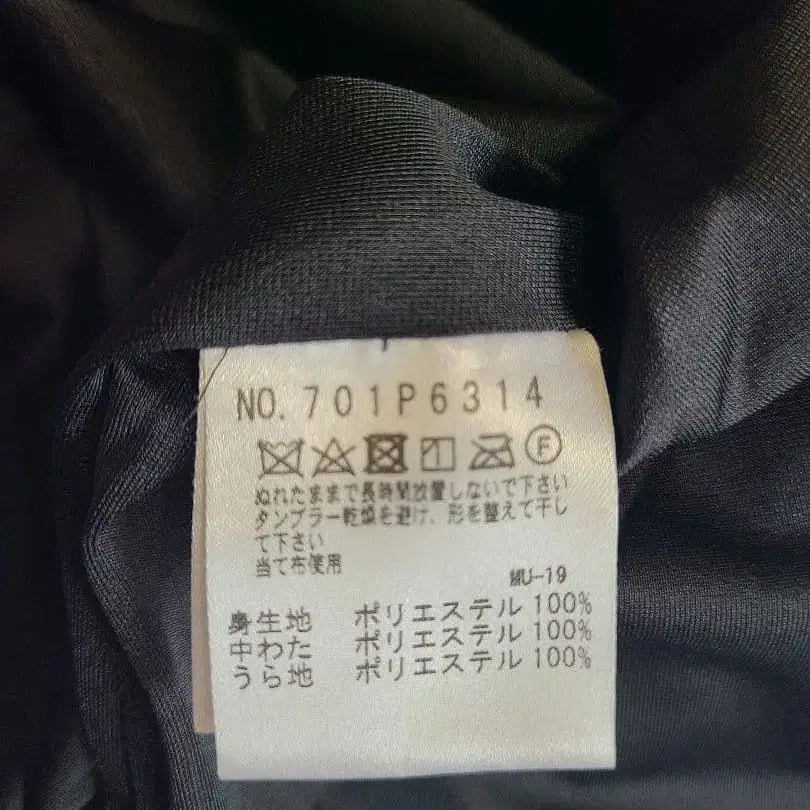 NO. 701P6314
F
ぬれたままで長時間放置しないで下さい
タンブラー乾燥を避け、形を整えて干し
て下さい
当て布使用
MU-19
身生地 ポリエステル 100%
中わた ポリエステル 100%
うら地 ポリエステル 100%